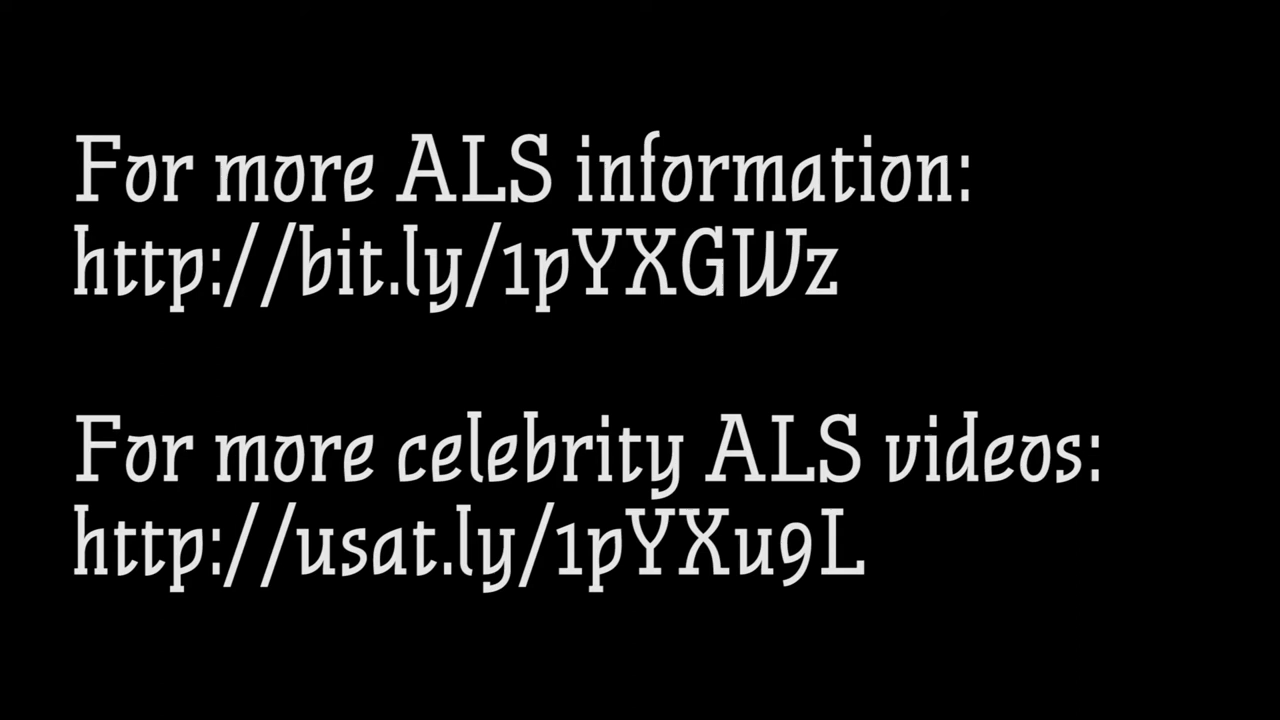 For more ALS information:
http://bit.ly/1pYXGWz
For more celebrity ALS videos:
http://usat.ly/1pYXu9L